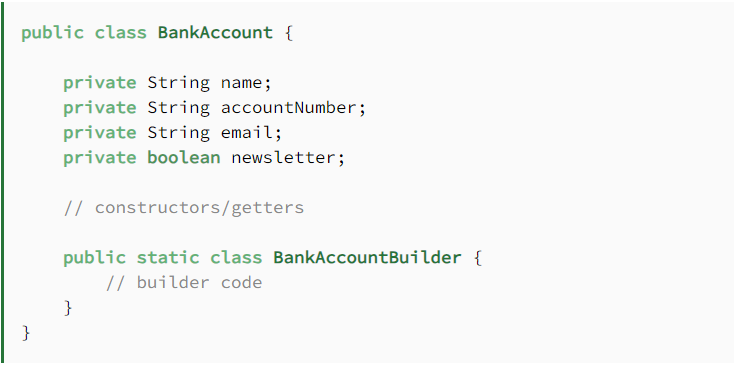 public class BankAccount {
private String name;
private String accountNumber;
private String email;
private boolean newsletter;
// constructors/getters
public static class BankAccountBuilder {
// builder code
}
}